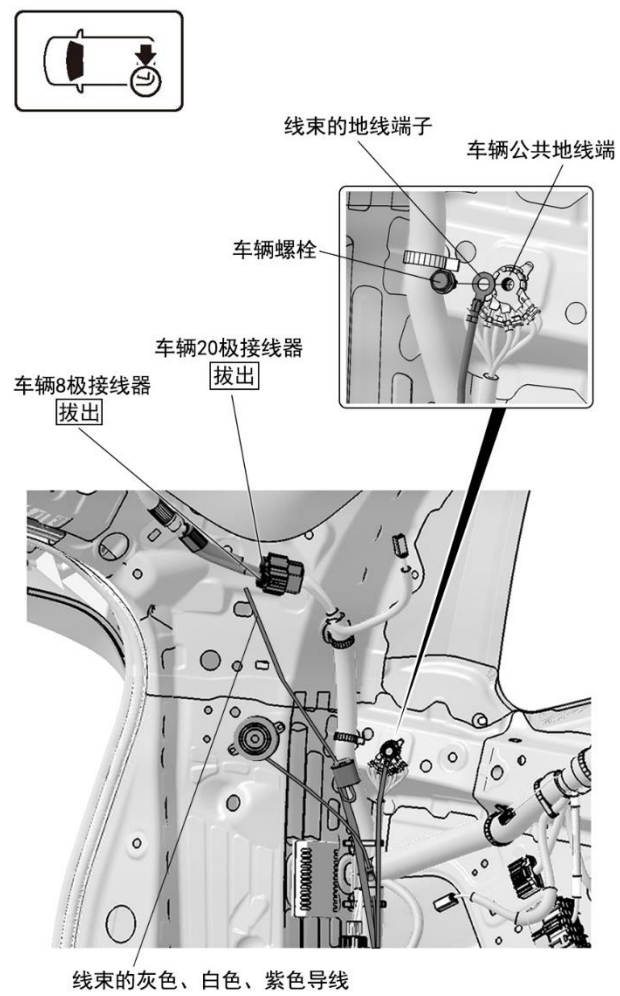 线束的地线端子
车辆公共地线端
车辆螺栓
车辆20极接线器
拔出
车辆8极接线器
拔出
线束的灰色、白色、紫色导线